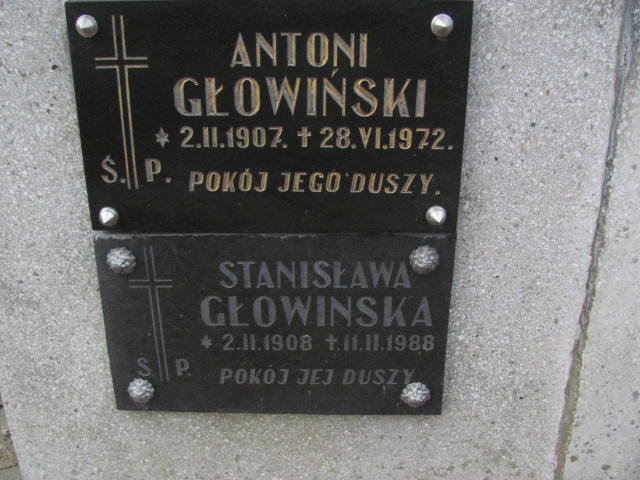 ANTONI
GŁOWIŃSKI
* 2.II.1907. † 28.VI.1972.
Ś. P.
POKÓJ JEGO DUSZY.
STANISŁAWA
GŁOWINSKA
* 2.II.1908 † 11.II.1988
Ś. P.
POKÓJ JEJ DUSZY